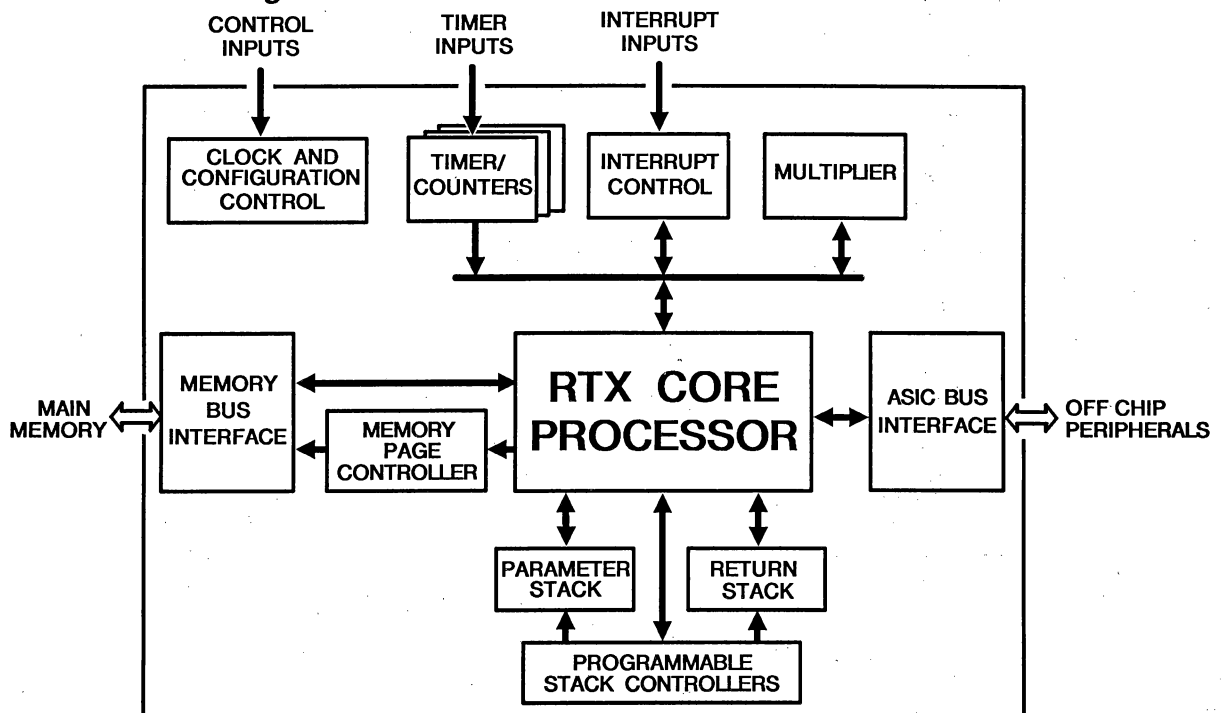 CONTROL
INPUTS
TIMER
INPUTS
INTERRUPT
INPUTS
CLOCK AND
CONFIGURATION
CONTROL
TIMER/
COUNTERS
INTERRUPT
CONTROL
MULTIPLIER
MAIN
MEMORY
MEMORY
BUS
INTERFACE
MEMORY
PAGE
CONTROLLER
RTX CORE
PROCESSOR
ASIC BUS
INTERFACE
OFF CHIP
PERIPHERALS
PARAMETER
STACK
RETURN
STACK
PROGRAMMABLE
STACK CONTROLLERS